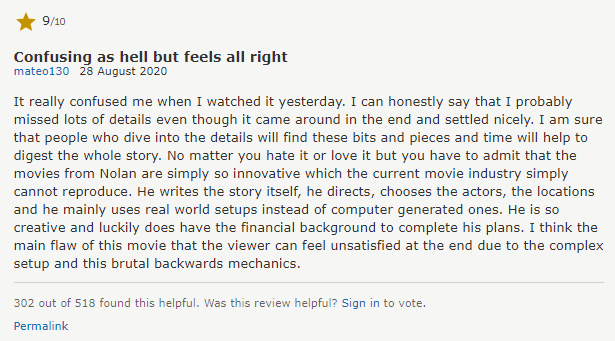 9/10
Confusing as hell but feels all right
mateo130 28 August 2020
It really confused me when I watched it yesterday. I can honestly say that I probably
missed lots of details even though it came around in the end and settled nicely. I am sure
that people who dive into the details will find these bits and pieces and time will help to
digest the whole story. No matter you hate it or love it but you have to admit that the
movies from Nolan are simply so innovative which the current movie industry simply
cannot reproduce. He writes the story itself, he directs, chooses the actors, the locations
and he mainly uses real world setups instead of computer generated ones. He is so
creative and luckily does have the financial background to complete his plans. I think the
main flaw of this movie that the viewer can feel unsatisfied at the end due to the complex
setup and this brutal backwards mechanics.
302 out of 518 found this helpful. Was this review helpful? Sign in to vote.
Permalink